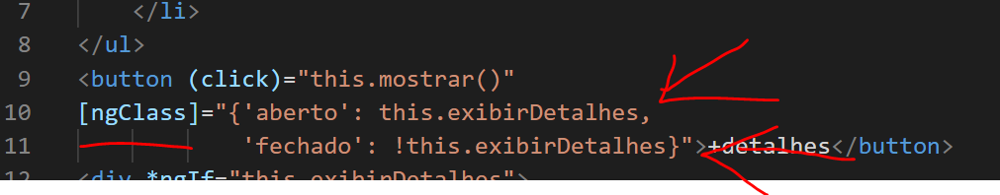 7 </li>
8 </ul>
9 <button (click)="this.mostrar()"
10 [ngClass]="{'aberto': this.exibirDetalhes,
11 'fechado': !this.exibirDetalhes}">+detalhes</button>
12 <div *ngIf="this.exibirDetalhes">